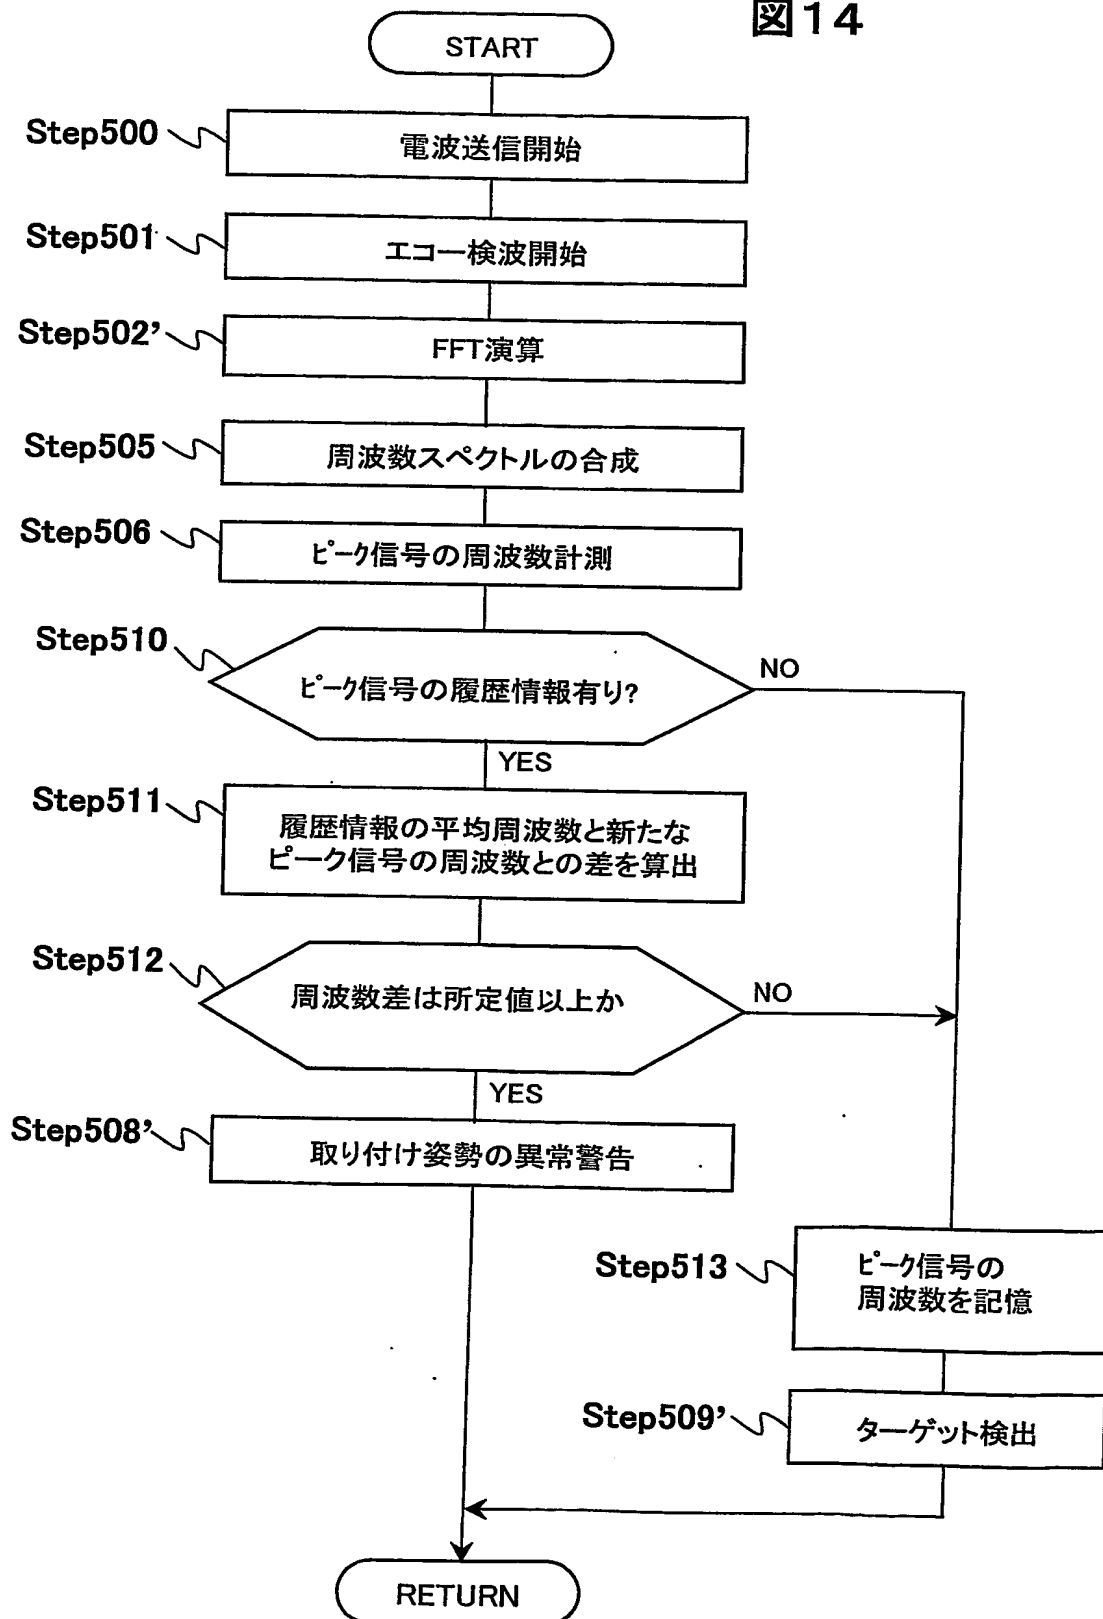 図14
START
Step500
電波送信開始
Step501
エコー検波開始
Step502'
FFT演算
Step505
周波数スペクトルの合成
Step506
ﾋﾟｰｸ信号の周波数計測
Step510
ﾋﾟｰｸ信号の履歴情報有り?
NO
YES
Step511
履歴情報の平均周波数と新たな
ピーク信号の周波数との差を算出
Step512
周波数差は所定値以上か
NO
YES
Step508'
取り付け姿勢の異常警告
Step513
ﾋﾟｰｸ信号の
周波数を記憶
Step509'
ターゲット検出
RETURN